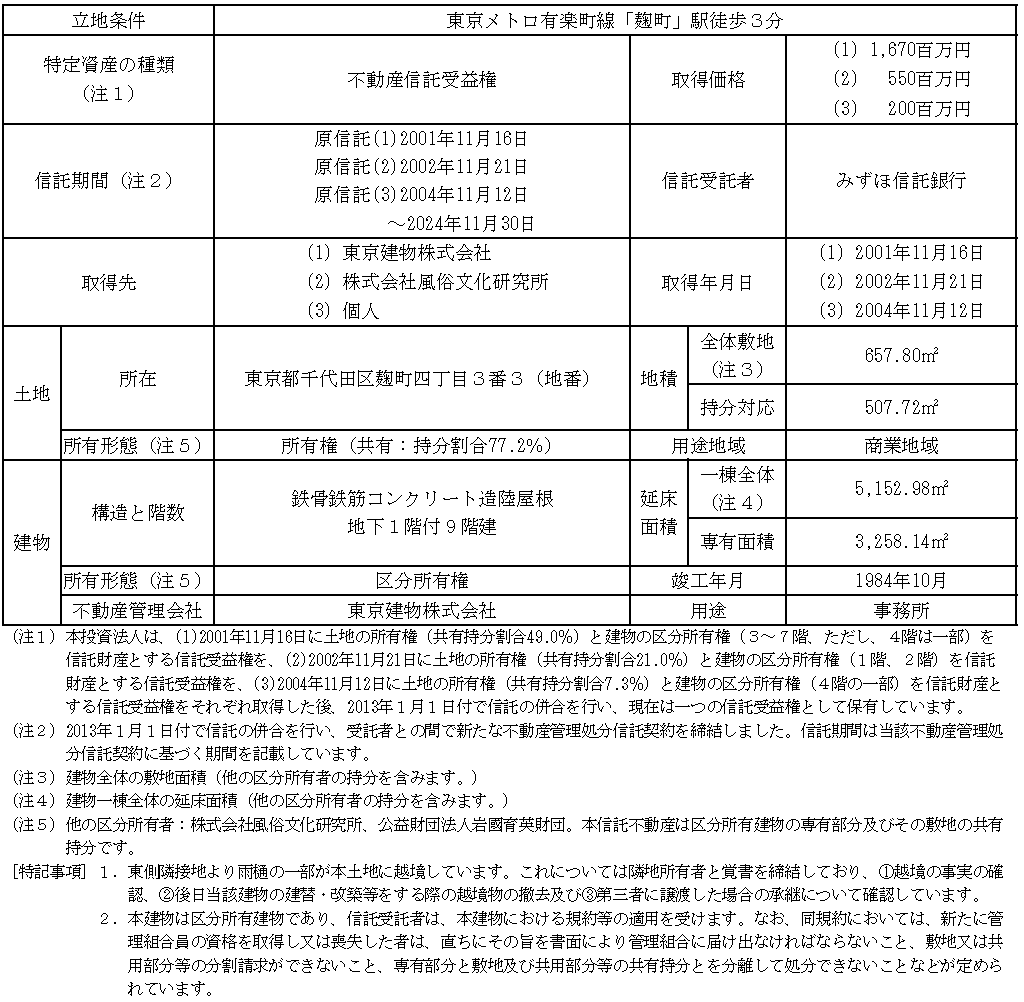 立地条件 東京メトロ有楽町線「麹町」駅徒歩３分
特定資産の種類（注１） 不動産信託受益権 取得価格 (1) 1,670百万円
(2) 550百万円
(3) 200百万円
信託期間（注２） 原信託(1)2001年11月16日
原信託(2)2002年11月21日
原信託(3)2004年11月12日
～2024年11月30日
信託受託者 みずほ信託銀行
取得先 (1) 東京建物株式会社
(2) 株式会社風俗文化研究所
(3) 個人
取得年月日 (1) 2001年11月16日
(2) 2002年11月21日
(3) 2004年11月12日
土地 所在 東京都千代田区麹町四丁目３番３（地番） 地積 全体敷地（注３） 657.80㎡
持分対応 507.72㎡
所有形態（注５） 所有権（共有：持分割合77.2%） 用途地域 商業地域
建物 構造と階数 鉄骨鉄筋コンクリート造陸屋根
地下１階付９階建
延床面積 一棟全体（注４） 5,152.98㎡
専有面積 3,258.14㎡
所有形態（注５） 区分所有権 竣工年月 1984年10月
不動産管理会社 東京建物株式会社 用途 事務所
（注１）本投資法人は、(1)2001年11月16日に土地の所有権（共有持分割合49.0%）と建物の区分所有権（３～７階、ただし、４階は一部）を
信託財産とする信託受益権を、(2)2002年11月21日に土地の所有権（共有持分割合21.0%）と建物の区分所有権（１階、２階）を信託
財産とする信託受益権を、(3)2004年11月12日に土地の所有権（共有持分割合7.3%）と建物の区分所有権（４階の一部）を信託財産と
する信託受益権をそれぞれ取得した後、2013年１月１日付で信託の併合を行い、現在は一つの信託受益権として保有しています。
（注２）2013年１月１日付で信託の併合を行い、受託者との間で新たな不動産管理処分信託契約を締結しました。信託期間は当該不動産管理処
分信託契約に基づく期間を記載しています。
（注３）建物全体の敷地面積（他の区分所有者の持分を含みます。）
（注４）建物一棟全体の延床面積（他の区分所有者の持分を含みます。）
（注５）他の区分所有者：株式会社風俗文化研究所、公益財団法人岩國育英財団。本信託不動産は区分所有建物の専有部分及びその敷地の共有
持分です。
[特記事項] １．東側隣接地より雨樋の一部が本土地に越境しています。これについては隣地所有者と覚書を締結しており、①越境の事実の確
認、②後日当該建物の建替・改築等をする際の越境物の撤去及び③第三者に譲渡した場合の承継について確認しています。
２．本建物は区分所有建物であり、信託受託者は、本建物における規約等の適用を受けます。なお、同規約においては、新たに管
理組合員の資格を取得し又は喪失した者は、直ちにその旨を書面により管理組合に届け出なければならないこと、敷地又は共
用部分等の分割請求ができないこと、専有部分と敷地及び共用部分等の共有持分とを分離して処分できないことなどが定めら
れています。